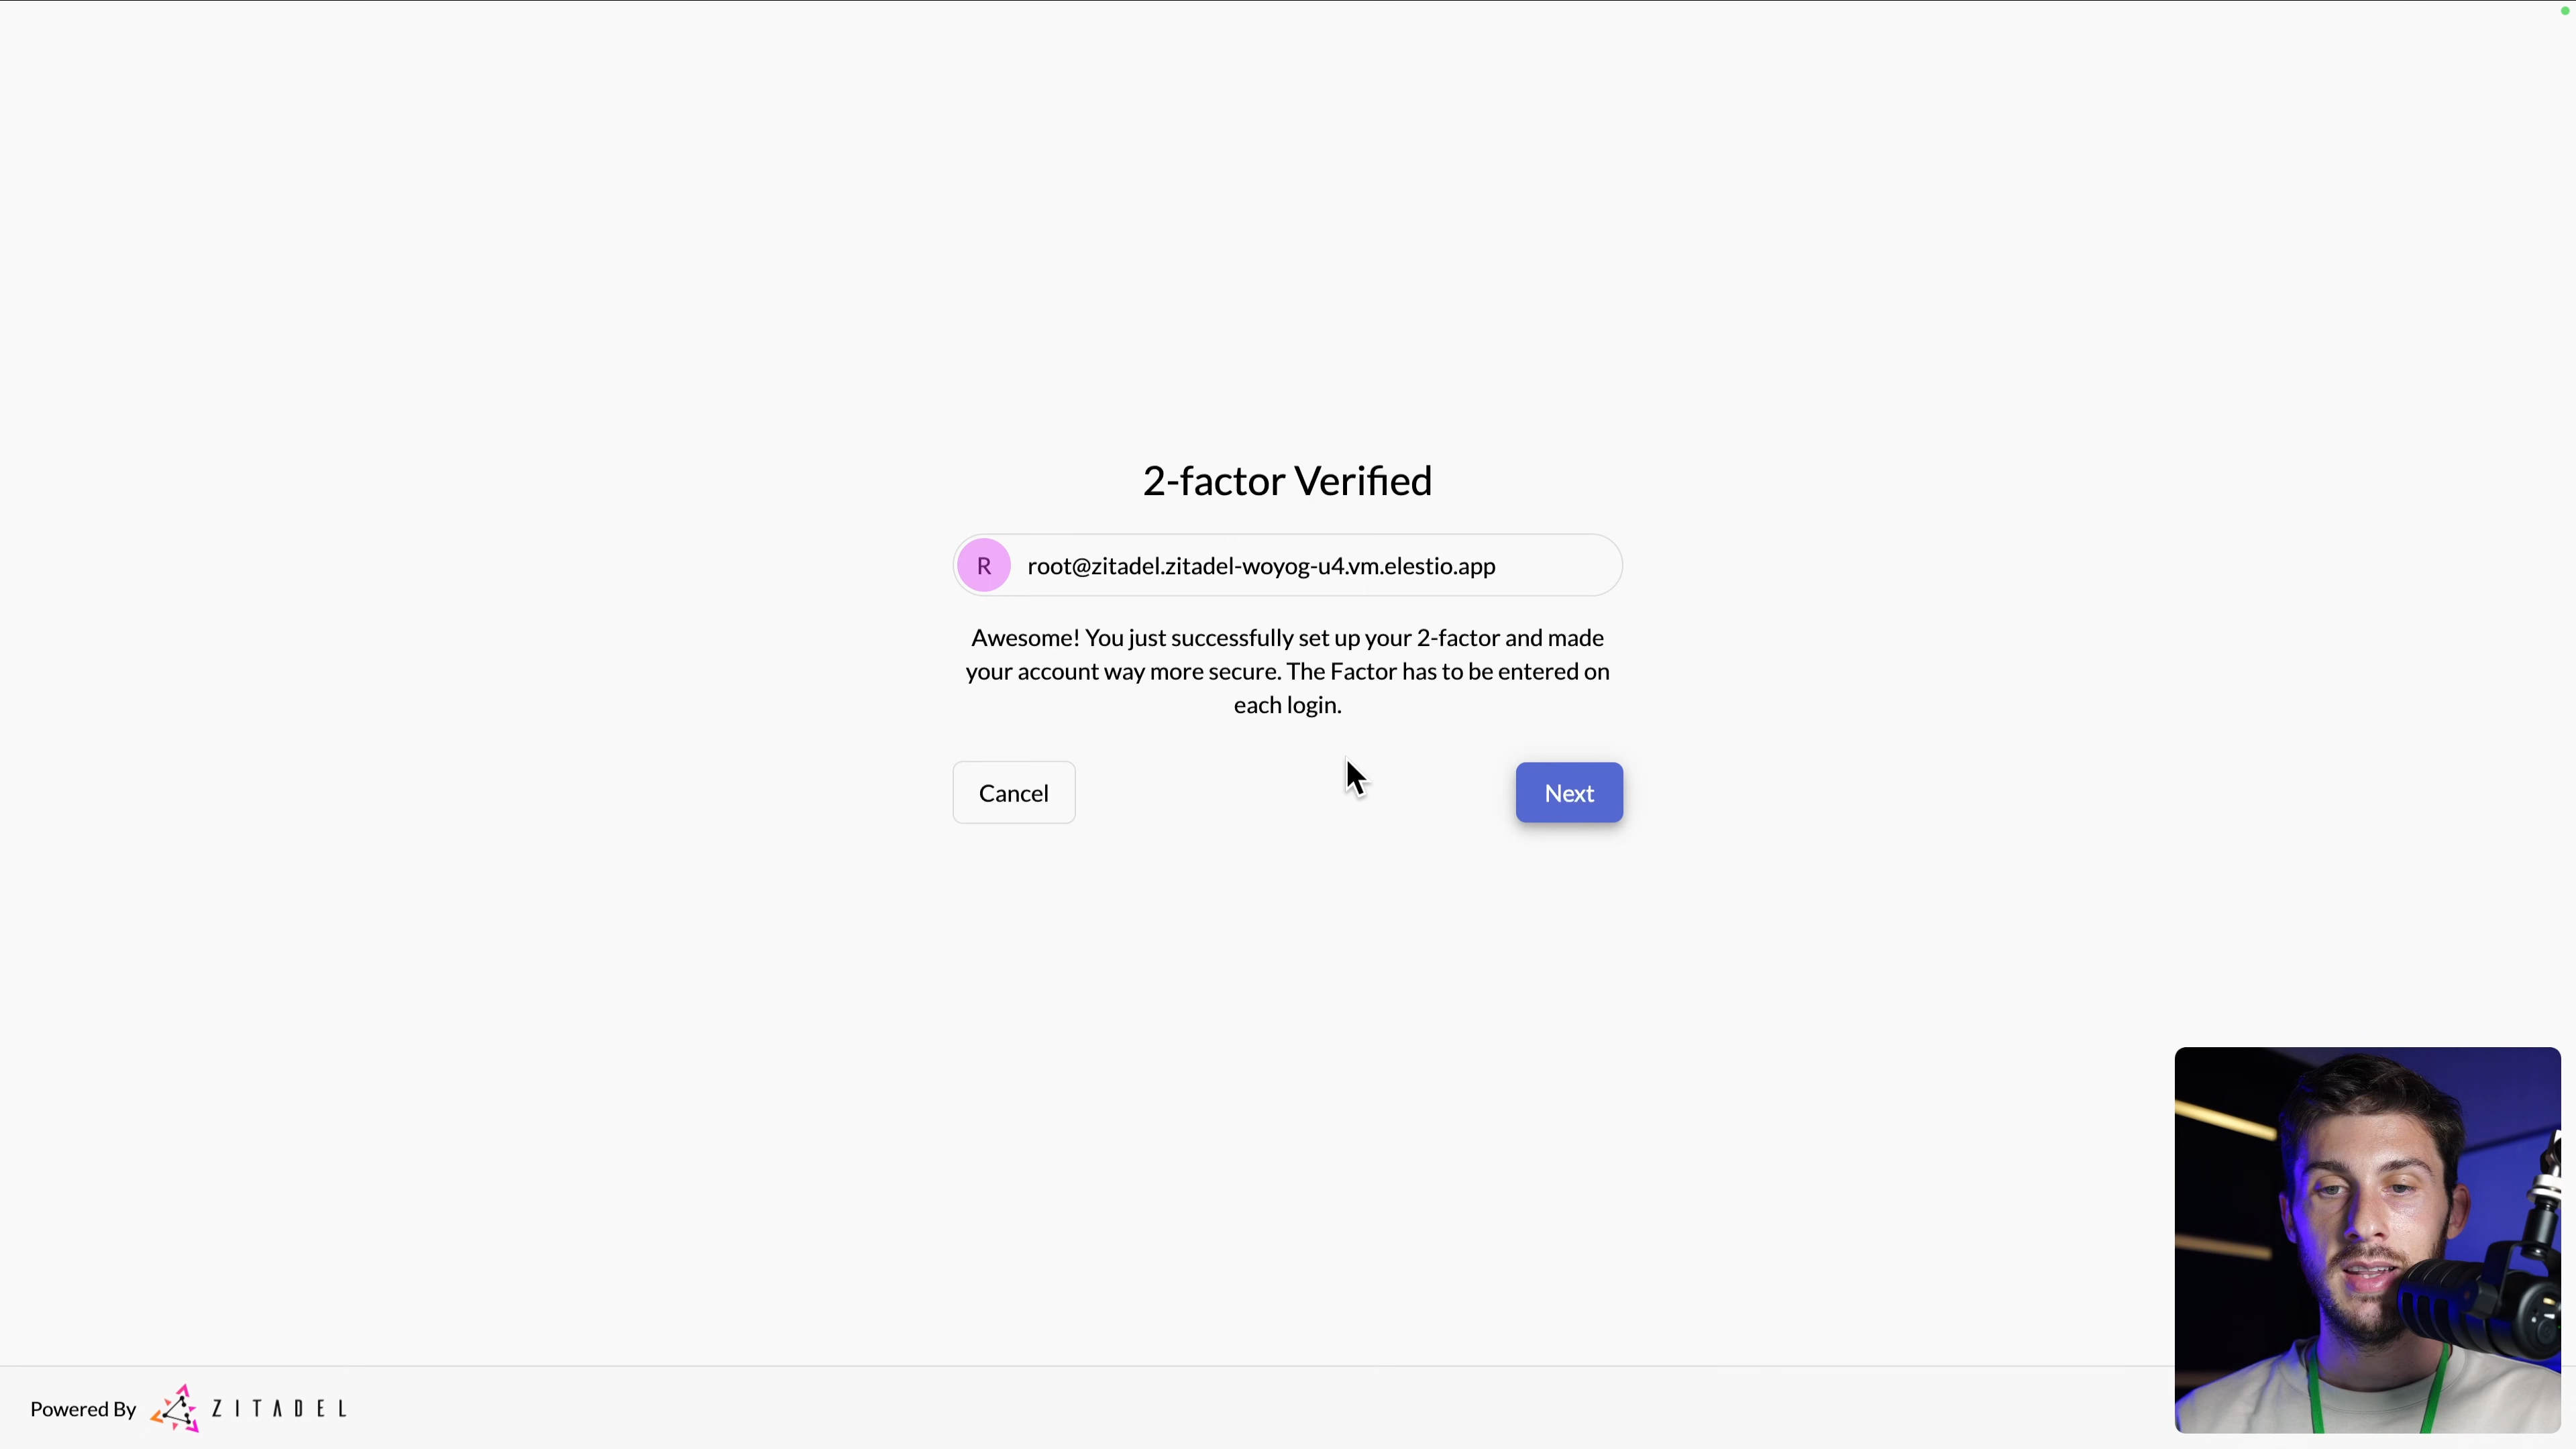 2-factor Verified
R root@zitadel.zitadel-woyog-u4.vm.elestio.app
Awesome! You just successfully set up your 2-factor and made
your account way more secure. The Factor has to be entered on
each login.
Cancel Next
Powered By ZITADEL